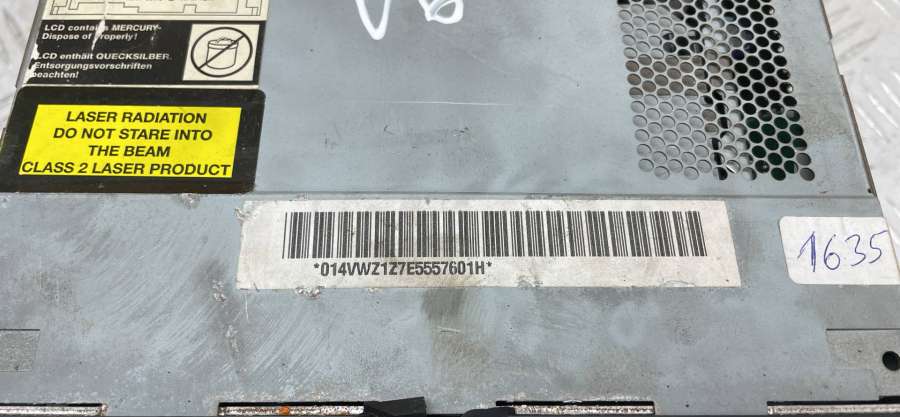 V6
LCD contains MERCURY-
Dispose of Properly!
LCD enthält QUECKSILBER.
Entsorgungsvorschriften
beachten!
LASER RADIATION
DO NOT STARE INTO
THE BEAM
CLASS 2 LASER PRODUCT
*014VWZ1Z7E5557601H*
1635